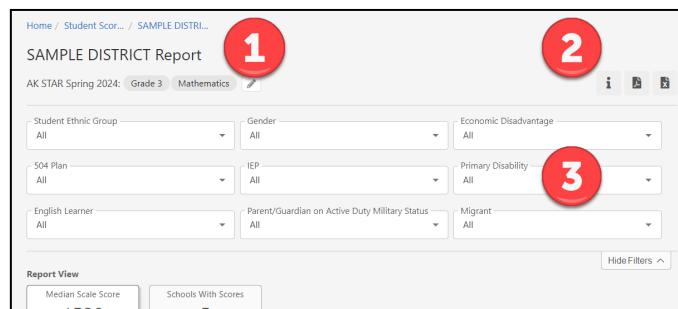 Home / Student Scor... / SAMPLE DISTRI...
SAMPLE DISTRICT Report
1
2
AK STAR Spring 2024: Grade 3 Mathematics
i
Student Ethnic Group
All
Gender
All
Economic Disadvantage
All
504 Plan
All
IEP
All
Primary Disability
All
3
English Learner
All
Parent/Guardian on Active Duty Military Status
All
Migrant
All
Hide Filters
Report View
Median Scale Score
Schools With Scores